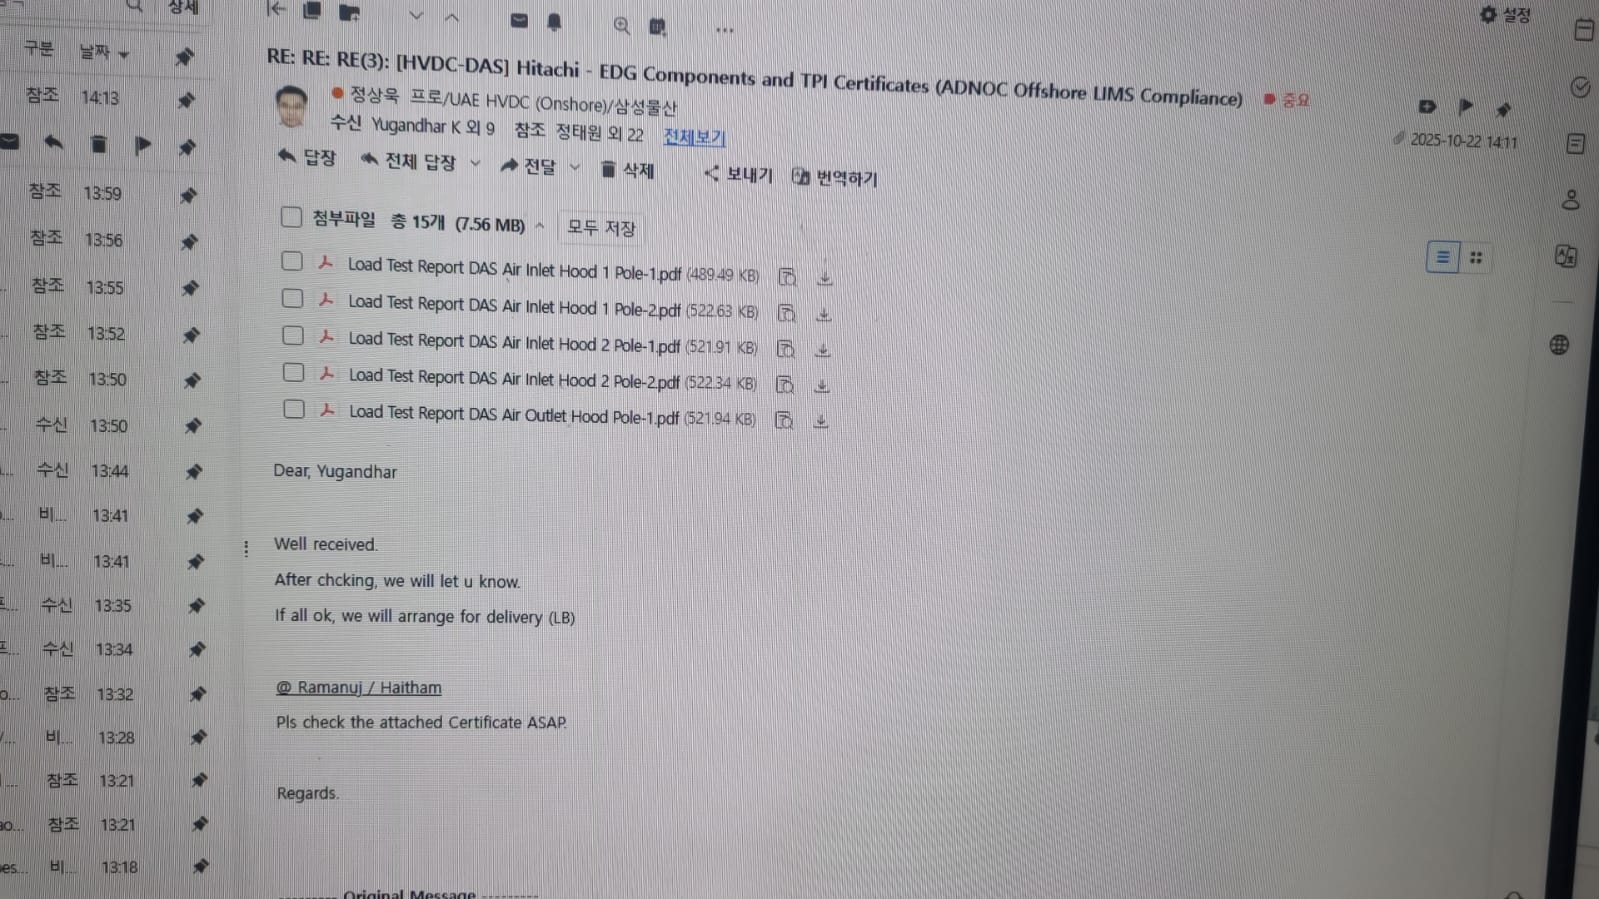 상세
설정
구분 날짜
RE: RE: RE(3): [HVDC-DAS] Hitachi - EDG Components and TPI Certificates (ADNOC Offshore LIMS Compliance) 중요
참조 14:13
정상욱 프로/UAE HVDC (Onshore)/삼성물산
수신 Yugandhar K 외 9 참조 정태원 외 22 전체보기
2025-10-22 14:11
답장 전체 답장 전달 삭제 보내기 번역하기
참조 13:59
첨부파일 총 15개 (7.56 MB) 모두 저장
참조 13:56
Load Test Report DAS Air Inlet Hood 1 Pole-1.pdf (489.49 KB)
.. 참조 13:55
Load Test Report DAS Air Inlet Hood 1 Pole-2.pdf (522.63 KB)
참조 13:52
Load Test Report DAS Air Inlet Hood 2 Pole-1.pdf (521.91 KB)
.. 참조 13:50
Load Test Report DAS Air Inlet Hood 2 Pole-2.pdf (522.34 KB)
.. 수신 13:50
Load Test Report DAS Air Outlet Hood Pole-1.pdf (521.94 KB)
... 수신 13:44
Dear, Yugandhar
비... 13:41
Well received.
비... 13:41
After chcking, we will let u know.
수신 13:35
If all ok, we will arrange for delivery (LB)
수신 13:34
@ Ramanuj / Haitham
o... 참조 13:32
Pls check the attached Certificate ASAP.
/... 비... 13:28
참조 13:21
Regards.
ao... 참조 13:21
es... 비... 13:18
--------- Original Message ---------